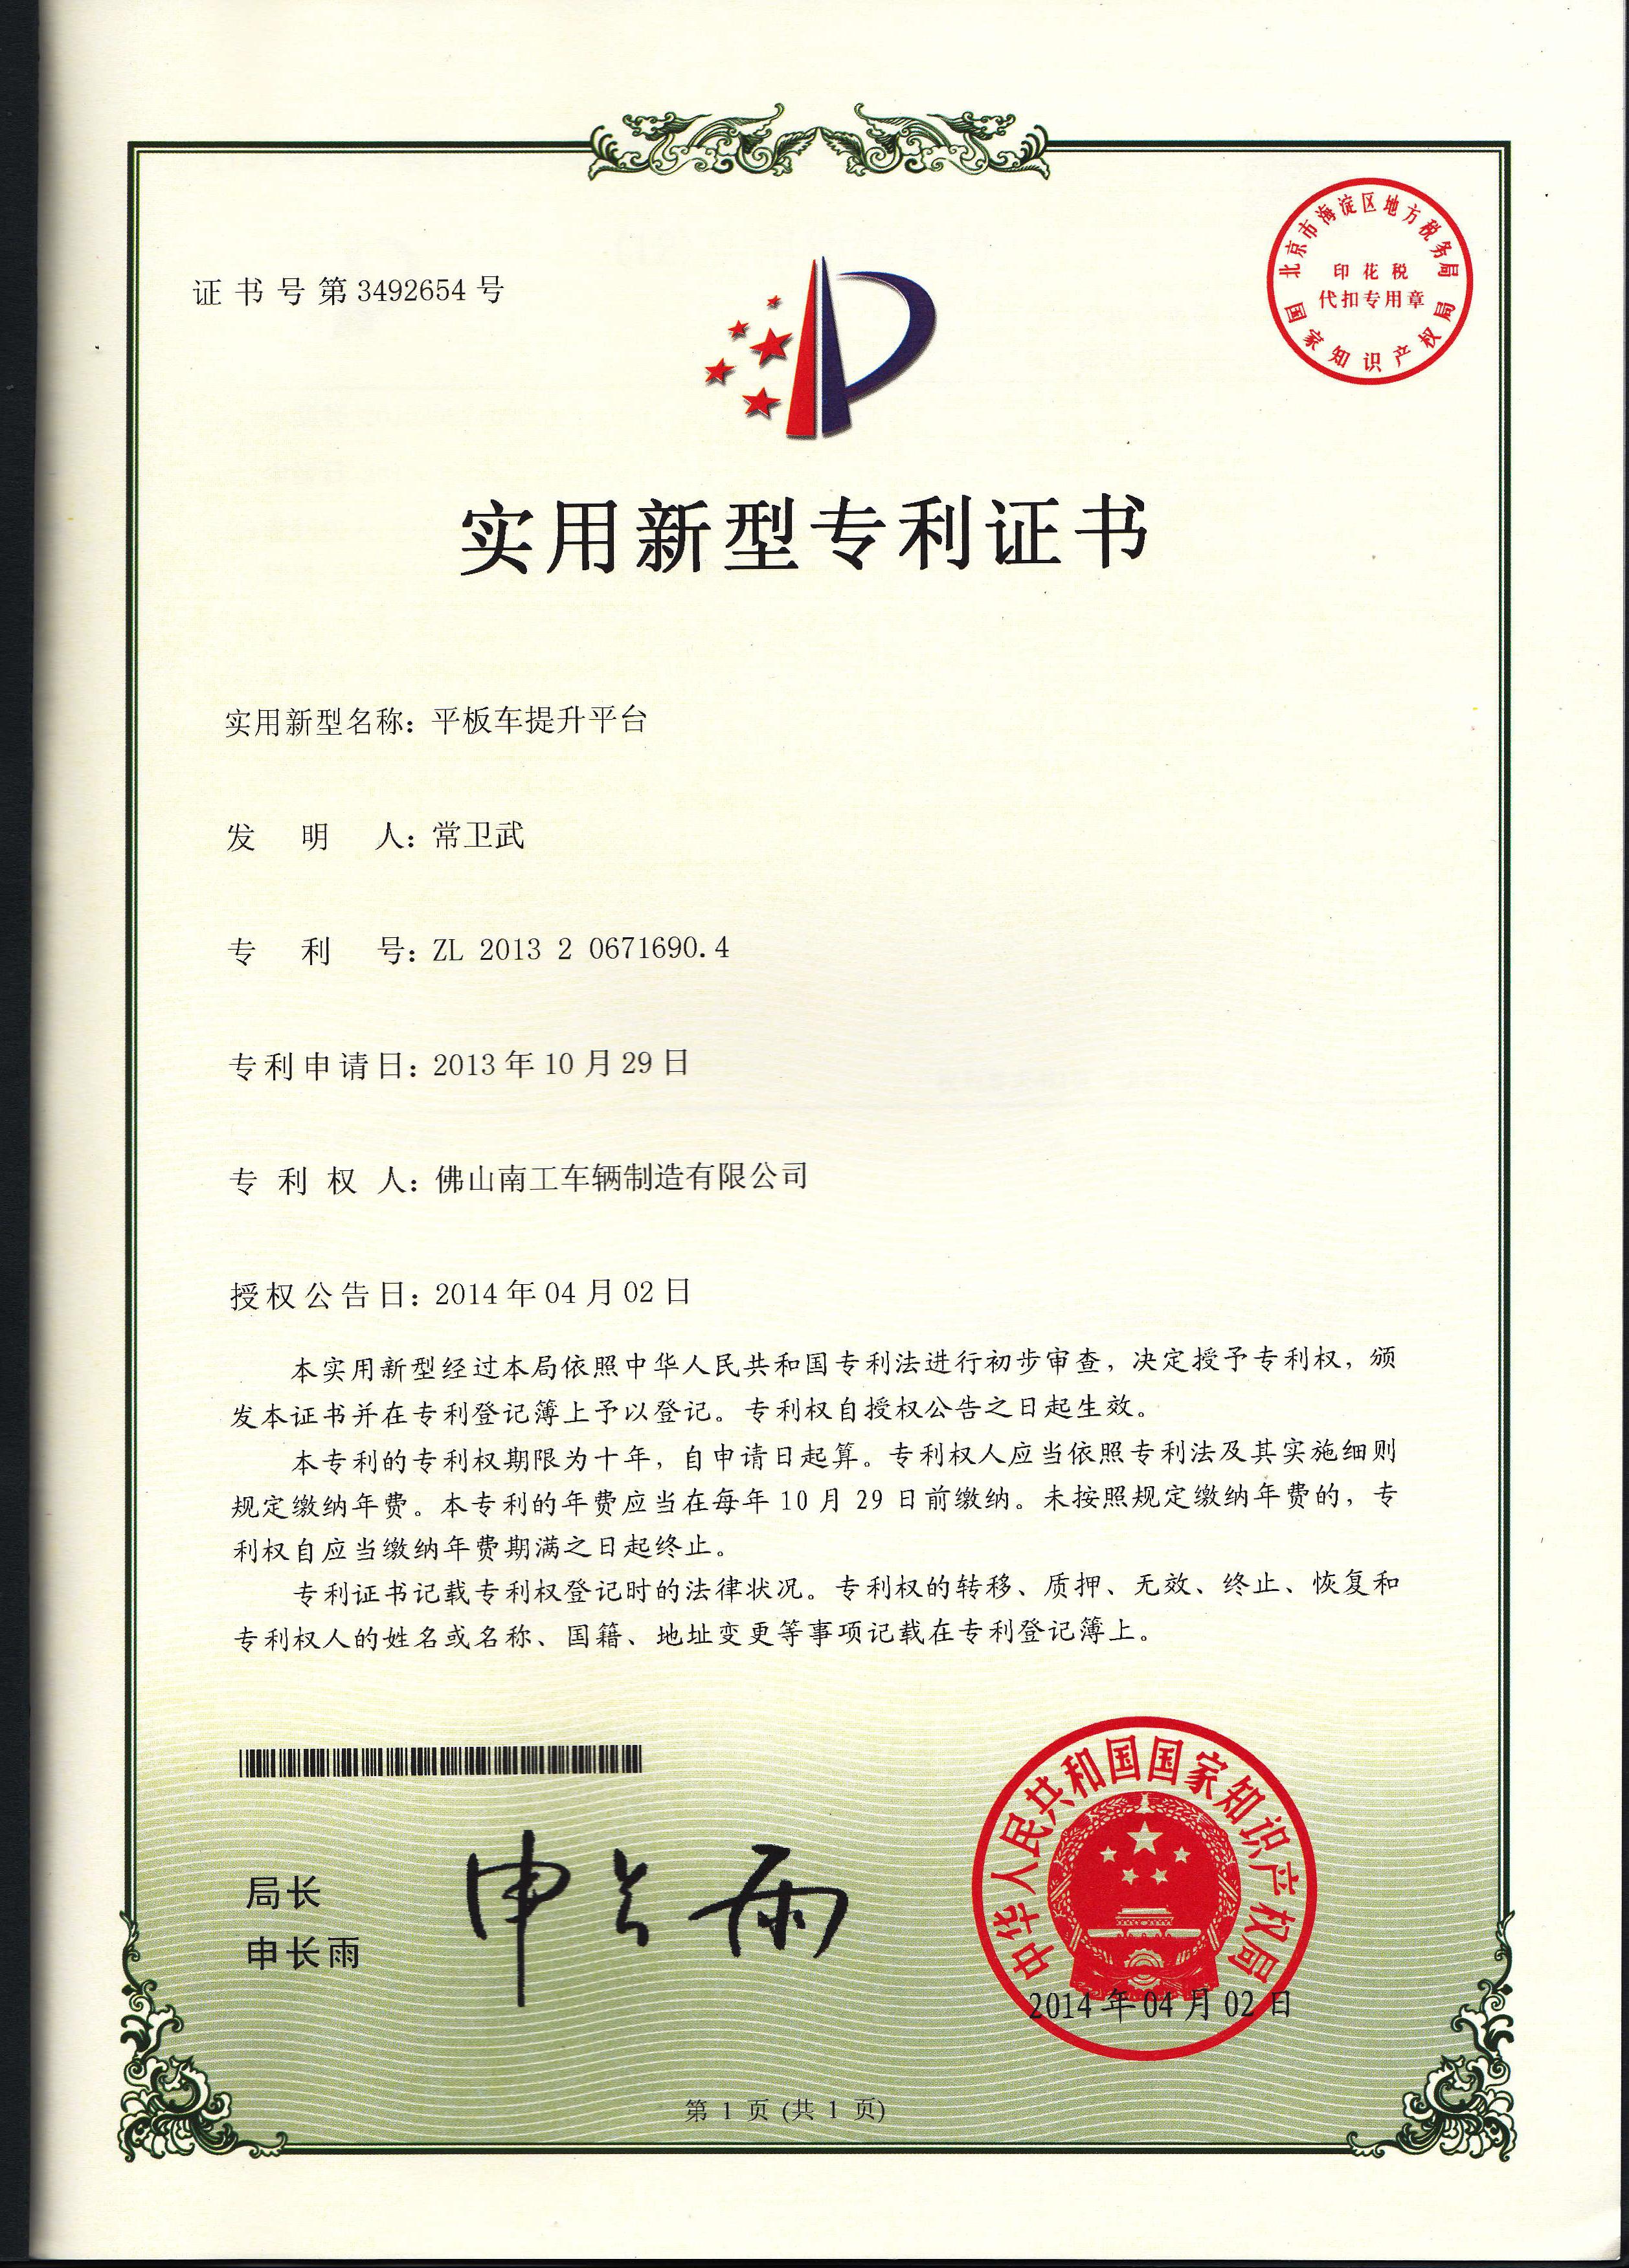 证书号第3492654号
北京市海淀区地方税务局
印花税
代扣专用章
国家知识产权局
实用新型专利证书
实用新型名称：平板车提升平台
发明人：常卫武
专利号：ZL 2013 2 0671690.4
专利申请日：2013年10月29日
专利权人：佛山南工车辆制造有限公司
授权公告日：2014年04月02日
本实用新型经过本局依照中华人民共和国专利法进行初步审查，决定授予专利权，颁
发本证书并在专利登记簿上予以登记。专利权自授权公告之日起生效。
本专利的专利权期限为十年，自申请日起算。专利权人应当依照专利法及其实施细则
规定缴纳年费。本专利的年费应当在每年10月29日前缴纳。未按照规定缴纳年费的，专
利权自应当缴纳年费期满之日起终止。
专利证书记载专利权登记时的法律状况。专利权的转移、质押、无效、终止、恢复和
专利权人的姓名或名称、国籍、地址变更等事项记载在专利登记簿上。
局长
申长雨
申长雨
中华人民共和国国家知识产权局
2014年04月02日
第1页(共1页)